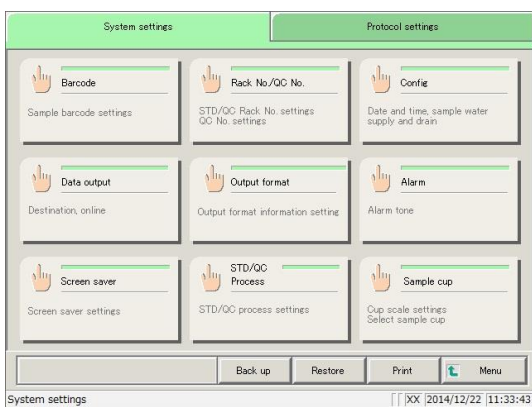 System settings
Protocol settings
Barcode
Sample barcode settings
Rack No./QC No.
STD/QC Rack No. settings
QC No. settings
Config
Date and time, sample water
supply and drain
Data output
Destination, online
Output format
Output format information setting
Alarm
Alarm tone
Screen saver
Screen saver settings
STD/QC
Process
STD/QC process settings
Sample cup
Cup scale settings
Select sample cup
Back up
Restore
Print
Menu
System settings
XX 2014/12/22 11:33:43